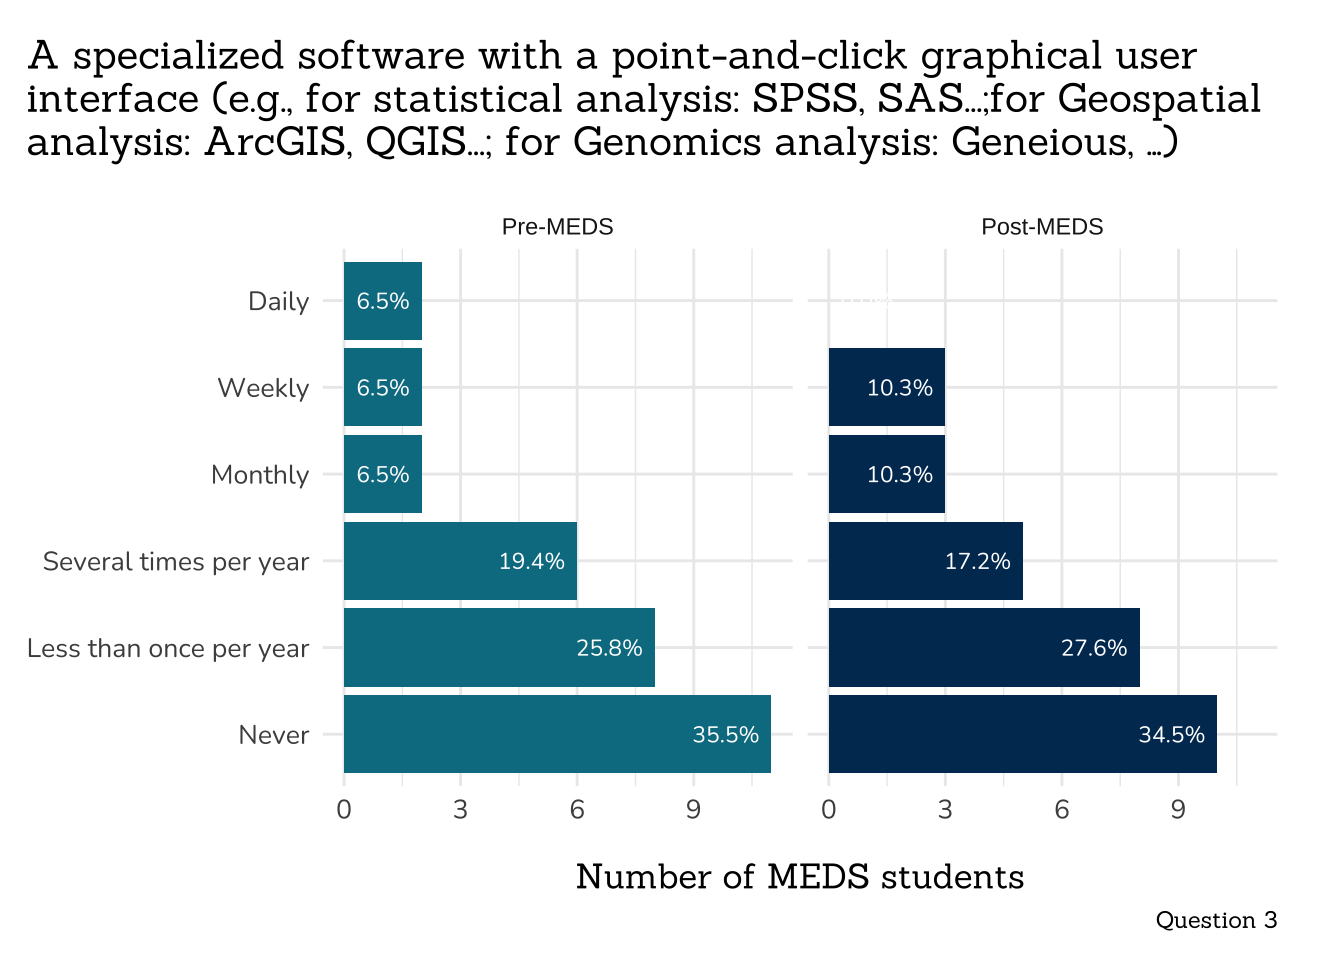 A specialized software with a point-and-click graphical user
interface (e.g., for statistical analysis: SPSS, SAS...;for Geospatial
analysis: ArcGIS, QGIS...; for Genomics analysis: Geneious, ...)
Pre-MEDS
Post-MEDS
Daily
6.5%
Weekly
6.5%
10.3%
Monthly
6.5%
10.3%
Several times per year
19.4%
17.2%
Less than once per year
25.8%
27.6%
Never
35.5%
34.5%
0 3 6 9
0 3 6 9
Number of MEDS students
Question 3